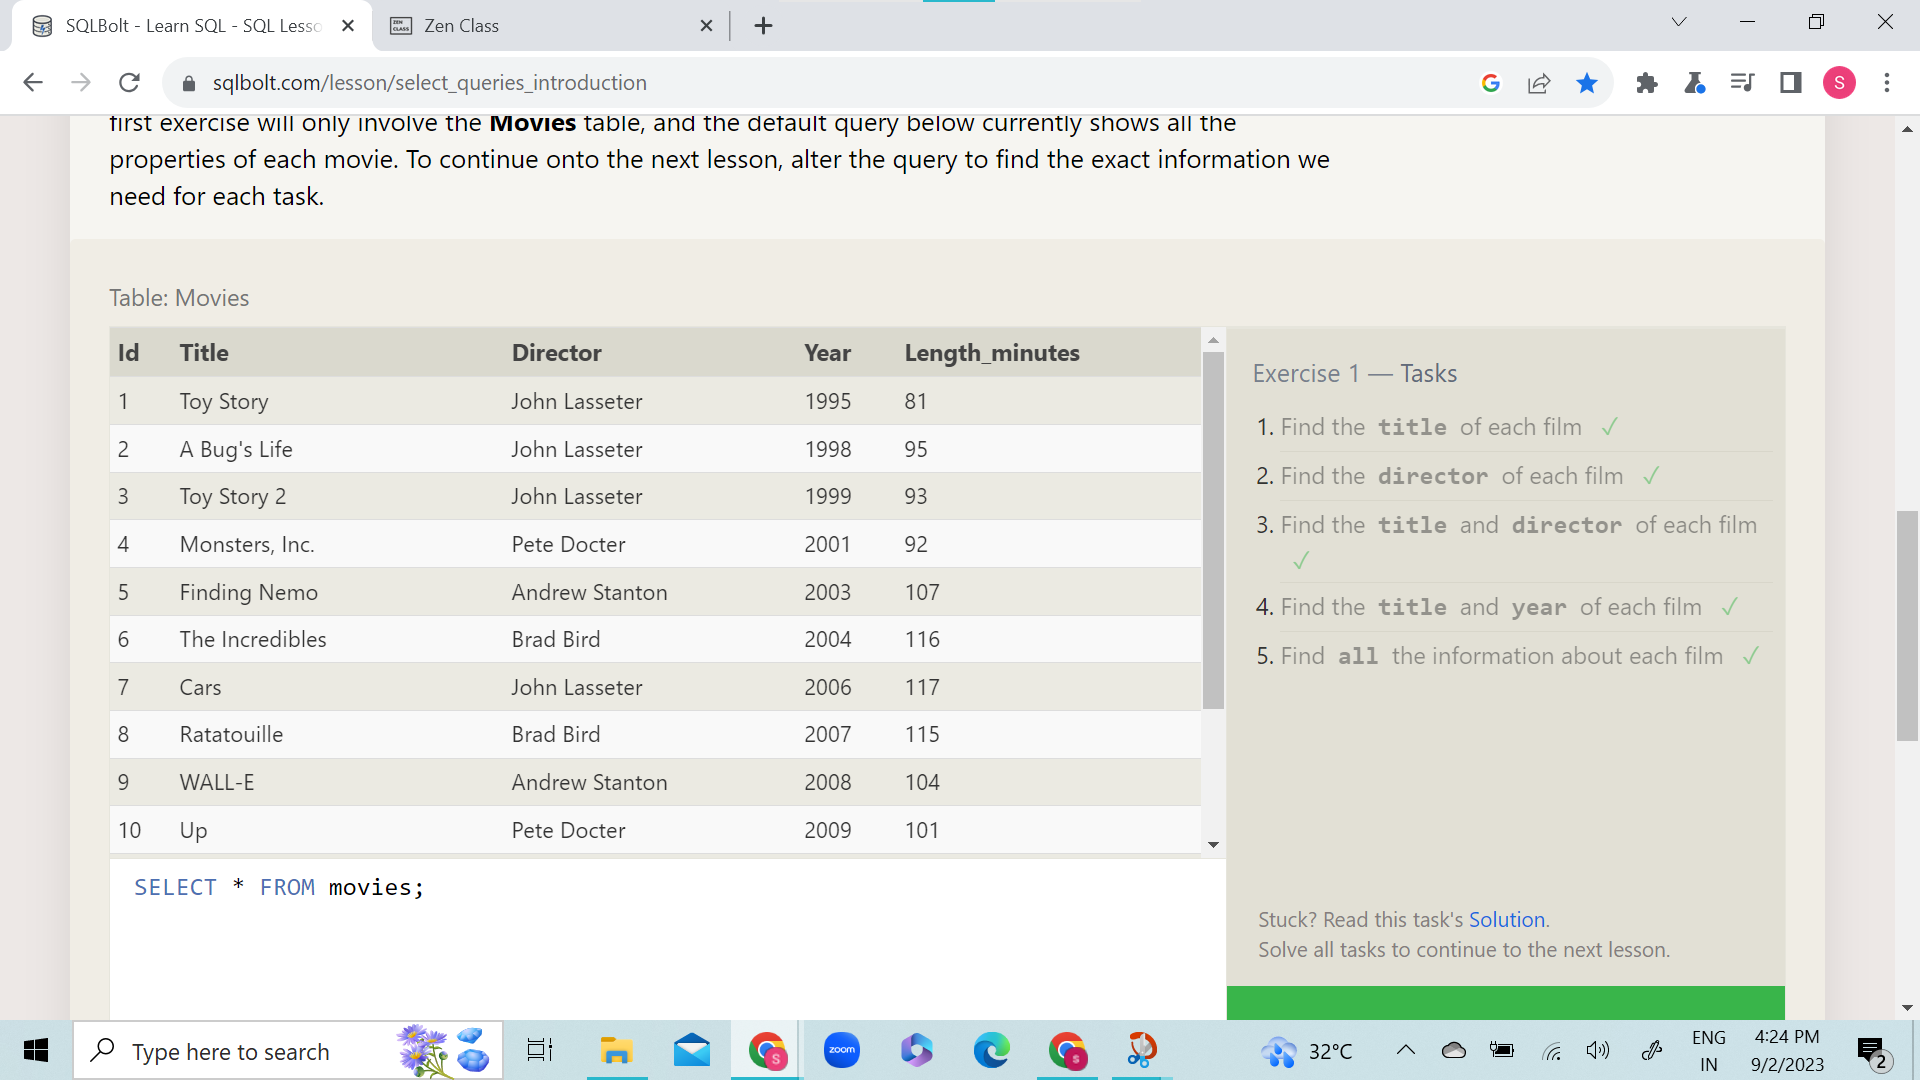 SQLBolt - Learn SQL - SQL Lesso
Zen Class
sqlbolt.com/lesson/select_queries_introduction
S
first exercise will only involve the Movies table, and the default query below currently shows all the
properties of each movie. To continue onto the next lesson, alter the query to find the exact information we
need for each task.
Table: Movies
Id Title Director Year Length_minutes
1 Toy Story John Lasseter 1995 81
2 A Bug's Life John Lasseter 1998 95
3 Toy Story 2 John Lasseter 1999 93
4 Monsters, Inc. Pete Docter 2001 92
5 Finding Nemo Andrew Stanton 2003 107
6 The Incredibles Brad Bird 2004 116
7 Cars John Lasseter 2006 117
8 Ratatouille Brad Bird 2007 115
9 WALL-E Andrew Stanton 2008 104
10 Up Pete Docter 2009 101
SELECT * FROM movies;
Exercise 1 — Tasks
1. Find the title of each film ✓
2. Find the director of each film ✓
3. Find the title and director of each film
✓
4. Find the title and year of each film ✓
5. Find all the information about each film ✓
Stuck? Read this task's Solution.
Solve all tasks to continue to the next lesson.
Type here to search
S
zoom
s
32°C
ENG
IN
4:24 PM
9/2/2023
2